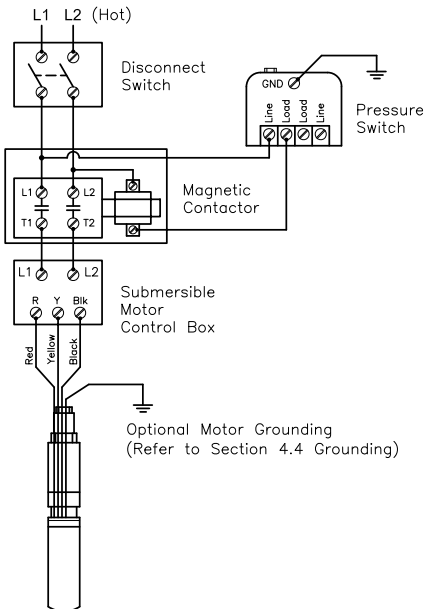 L1 L2 (Hot)
Disconnect
Switch
GND
Line Load Load Line
Pressure
Switch
L1 L2
T1 T2
Magnetic
Contactor
L1 L2
R Y Blk
Submersible
Motor
Control Box
Red Yellow Black
Optional Motor Grounding
(Refer to Section 4.4 Grounding)